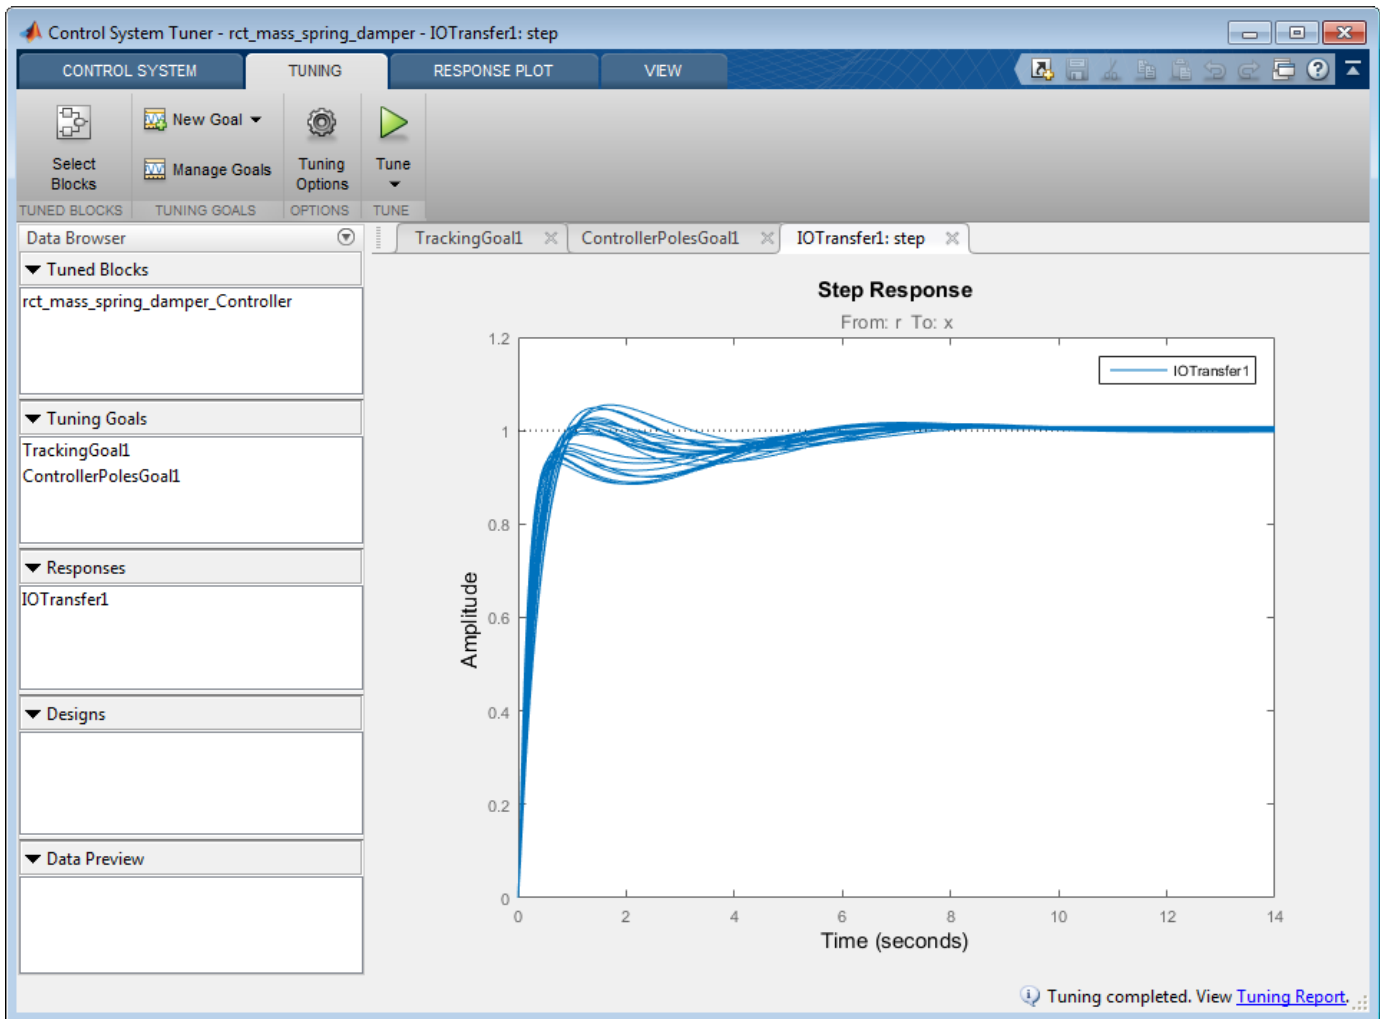 Control System Tuner - rct_mass_spring_damper - IOTransfer1: step
CONTROL SYSTEM TUNING RESPONSE PLOT VIEW
Select Blocks
New Goal
Manage Goals
Tuning Options
Tune
TUNED BLOCKS TUNING GOALS OPTIONS TUNE
Data Browser
TrackingGoal1 ControllerPolesGoal1 IOTransfer1: step
Tuned Blocks
rct_mass_spring_damper_Controller
Tuning Goals
TrackingGoal1
ControllerPolesGoal1
Responses
IOTransfer1
Designs
Data Preview
Step Response
From: r To: x
IOTransfer1
Amplitude
1.2
1
0.8
0.6
0.4
0.2
0
0 2 4 6 8 10 12 14
Time (seconds)
Tuning completed. View Tuning Report.